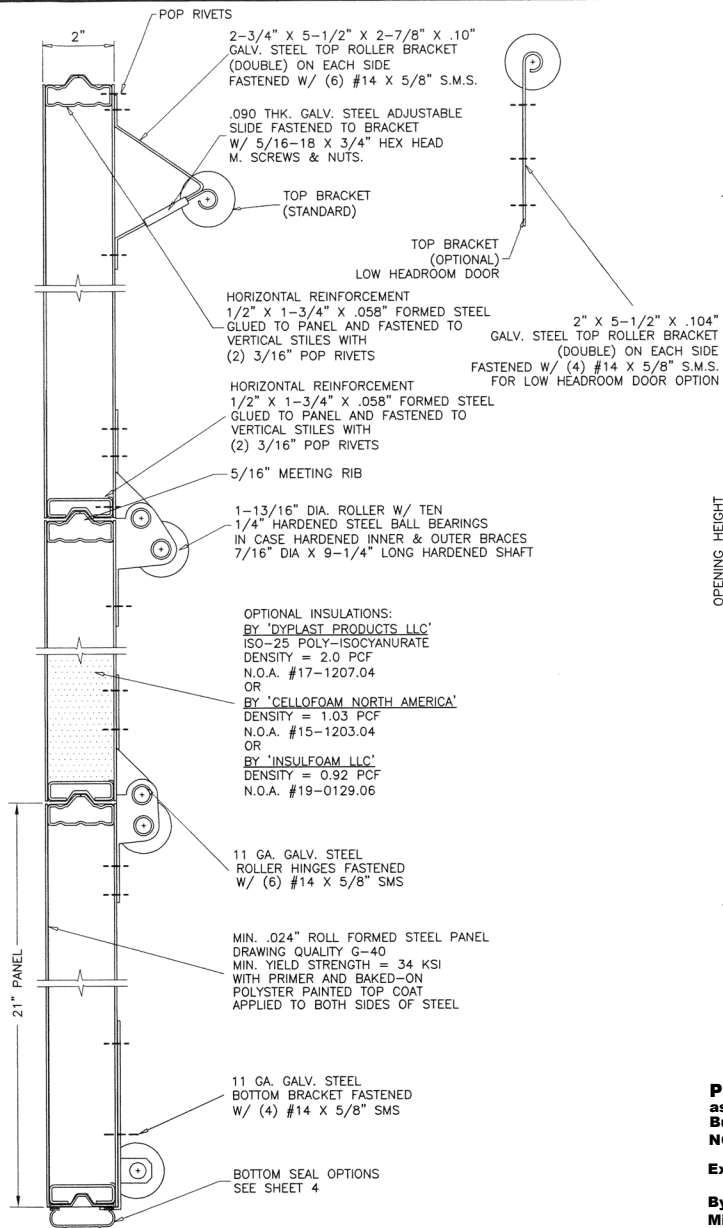 POP RIVETS
2"
2-3/4" X 5-1/2" X 2-7/8" X .10"
GALV. STEEL TOP ROLLER BRACKET
(DOUBLE) ON EACH SIDE
FASTENED W/ (6) #14 X 5/8" S.M.S.
.090 THK. GALV. STEEL ADJUSTABLE
SLIDE FASTENED TO BRACKET
W/ 5/16-18 X 3/4" HEX HEAD
M. SCREWS & NUTS.
TOP BRACKET
(STANDARD)
TOP BRACKET
(OPTIONAL)
LOW HEADROOM DOOR
2" X 5-1/2" X .104"
GALV. STEEL TOP ROLLER BRACKET
(DOUBLE) ON EACH SIDE
FASTENED W/ (4) #14 X 5/8" S.M.S.
FOR LOW HEADROOM DOOR OPTION
HORIZONTAL REINFORCEMENT
1/2" X 1-3/4" X .058" FORMED STEEL
GLUED TO PANEL AND FASTENED TO
VERTICAL STILES WITH
(2) 3/16" POP RIVETS
HORIZONTAL REINFORCEMENT
1/2" X 1-3/4" X .058" FORMED STEEL
GLUED TO PANEL AND FASTENED TO
VERTICAL STILES WITH
(2) 3/16" POP RIVETS
5/16" MEETING RIB
1-13/16" DIA. ROLLER W/ TEN
1/4" HARDENED STEEL BALL BEARINGS
IN CASE HARDENED INNER & OUTER BRACES
7/16" DIA X 9-1/4" LONG HARDENED SHAFT
OPENING HEIGHT
OPTIONAL INSULATIONS:
BY 'DYPLAST PRODUCTS LLC'
ISO-25 POLY-ISOCYANURATE
DENSITY = 2.0 PCF
N.O.A. #17-1207.04
OR
BY 'CELLOFOAM NORTH AMERICA'
DENSITY = 1.03 PCF
N.O.A. #15-1203.04
OR
BY 'INSULFOAM LLC'
DENSITY = 0.92 PCF
N.O.A. #19-0129.06
11 GA. GALV. STEEL
ROLLER HINGES FASTENED
W/ (6) #14 X 5/8" SMS
21" PANEL
MIN. .024" ROLL FORMED STEEL PANEL
DRAWING QUALITY G-40
MIN. YIELD STRENGTH = 34 KSI
WITH PRIMER AND BAKED-ON
POLYSTER PAINTED TOP COAT
APPLIED TO BOTH SIDES OF STEEL
11 GA. GALV. STEEL
BOTTOM BRACKET FASTENED
W/ (4) #14 X 5/8" SMS
BOTTOM SEAL OPTIONS
SEE SHEET 4
P
as
Bu
NO
Ex
By
Mi